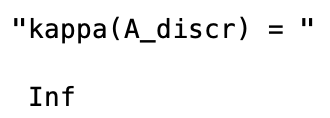 "kappa(A_discr) = "
Inf